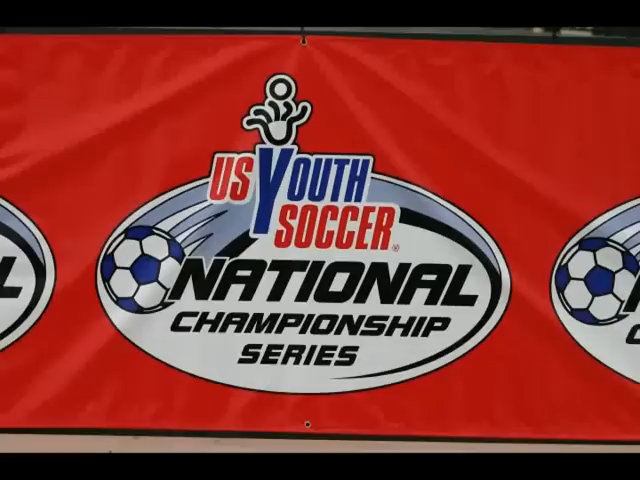 US YOUTH
SOCCER®
NATIONAL
CHAMPIONSHIP
SERIES